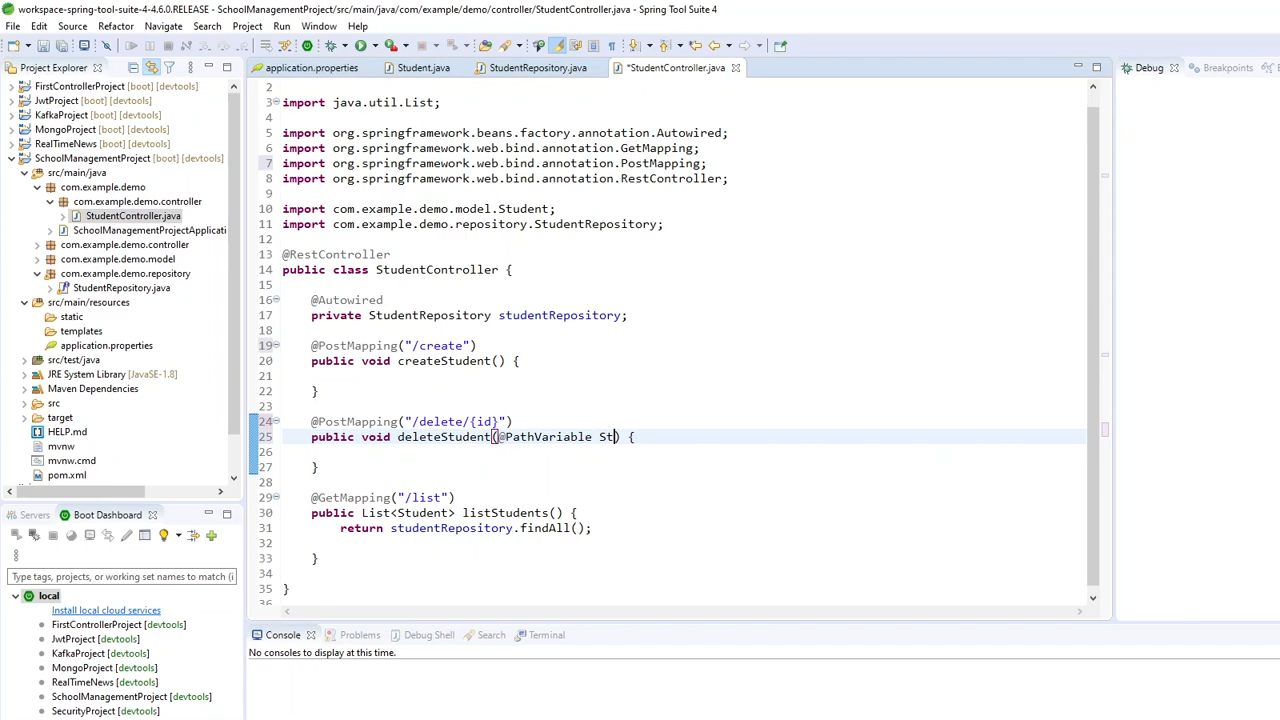 workspace-spring-tool-suite-4-4.6.0.RELEASE - SchoolManagementProject/src/main/java/com/example/demo/controller/StudentController.java - Spring Tool Suite 4
File Edit Source Refactor Navigate Search Project Run Window Help
Project Explorer
FirstControllerProject [boot] [devtools]
JwtProject [boot] [devtools]
KafkaProject [boot] [devtools]
MongoProject [boot] [devtools]
RealTimeNews [boot] [devtools]
SchoolManagementProject [boot] [devtools]
src/main/java
com.example.demo
com.example.demo.controller
StudentController.java
SchoolManagementProjectApplicati
com.example.demo.controller
com.example.demo.model
com.example.demo.repository
StudentRepository.java
src/main/resources
static
templates
application.properties
src/test/java
JRE System Library [JavaSE-1.8]
Maven Dependencies
src
target
HELP.md
mvnw
mvnw.cmd
pom.xml
application.properties Student.java StudentRepository.java *StudentController.java
2
3 import java.util.List;
4
5 import org.springframework.beans.factory.annotation.Autowired;
6 import org.springframework.web.bind.annotation.GetMapping;
7 import org.springframework.web.bind.annotation.PostMapping;
8 import org.springframework.web.bind.annotation.RestController;
9
10 import com.example.demo.model.Student;
11 import com.example.demo.repository.StudentRepository;
12
13 @RestController
14 public class StudentController {
15
16 @Autowired
17 private StudentRepository studentRepository;
18
19 @PostMapping("/create")
20 public void createStudent() {
21
22 }
23
24 @PostMapping("/delete/{id}")
25 public void deleteStudent(@PathVariable St) {
26
27 }
28
29 @GetMapping("/list")
30 public List<Student> listStudents() {
31 return studentRepository.findAll();
32
33 }
34
35 }
36
Debug Breakpoints E
Servers Boot Dashboard
Type tags, projects, or working set names to match (i
local
Install local cloud services
FirstControllerProject [devtools]
JwtProject [devtools]
KafkaProject [devtools]
MongoProject [devtools]
RealTimeNews [devtools]
SchoolManagementProject [devtools]
SecurityProject [devtools]
Console Problems Debug Shell Search Terminal
No consoles to display at this time.